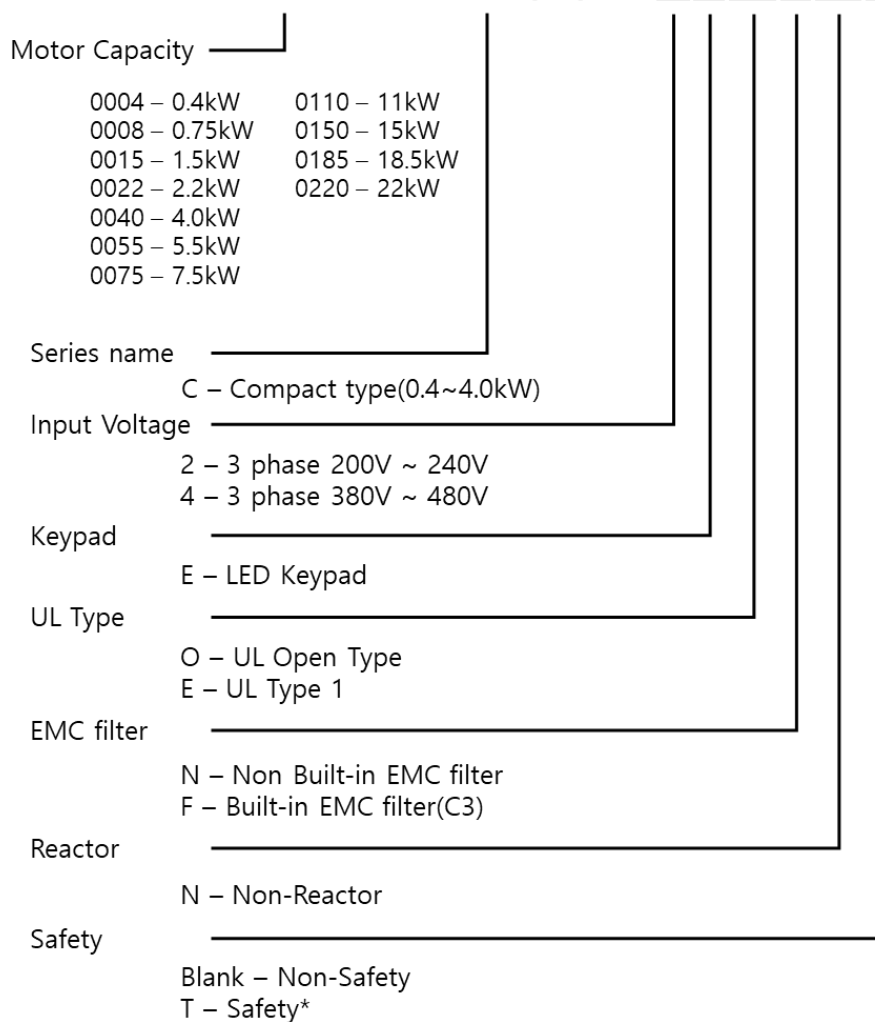 Motor Capacity
0004 – 0.4kW 0110 – 11kW
0008 – 0.75kW 0150 – 15kW
0015 – 1.5kW 0185 – 18.5kW
0022 – 2.2kW 0220 – 22kW
0040 – 4.0kW
0055 – 5.5kW
0075 – 7.5kW
Series name
C – Compact type(0.4~4.0kW)
Input Voltage
2 – 3 phase 200V ~ 240V
4 – 3 phase 380V ~ 480V
Keypad
E – LED Keypad
UL Type
O – UL Open Type
E – UL Type 1
EMC filter
N – Non Built-in EMC filter
F – Built-in EMC filter(C3)
Reactor
N – Non-Reactor
Safety
Blank – Non-Safety
T – Safety*